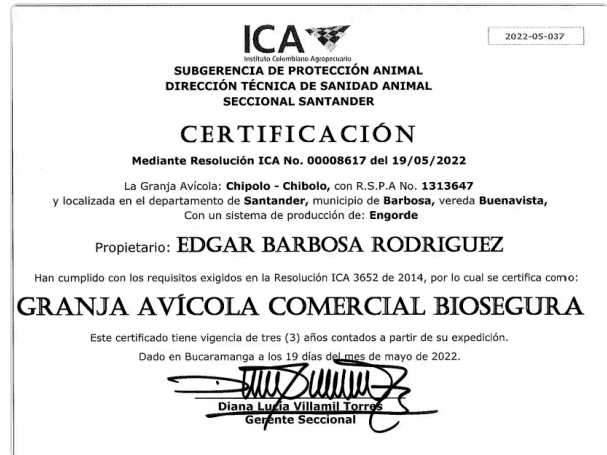 ICA
Instituto Colombiano Agropecuario
2022-05-037
SUBGERENCIA DE PROTECCIÓN ANIMAL
DIRECCIÓN TÉCNICA DE SANIDAD ANIMAL
SECCIONAL SANTANDER
CERTIFICACIÓN
Mediante Resolución ICA No. 00008617 del 19/05/2022
La Granja Avícola: Chipolo - Chibolo, con R.S.P.A No. 1313647
y localizada en el departamento de Santander, municipio de Barbosa, vereda Buenavista,
Con un sistema de producción de: Engorde
Propietario: EDGAR BARBOSA RODRIGUEZ
Han cumplido con los requisitos exigidos en la Resolución ICA 3652 de 2014, por lo cual se certifica como:
GRANJA AVÍCOLA COMERCIAL BIOSEGURA
Este certificado tiene vigencia de tres (3) años contados a partir de su expedición.
Dado en Bucaramanga a los 19 días del mes de mayo de 2022.
Diana Lucía Villamil Torres
Gerente Seccional